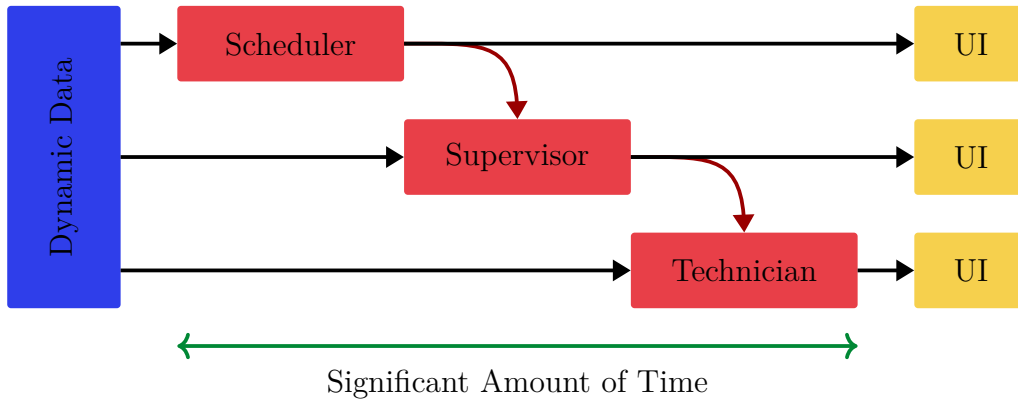 Dynamic Data
Scheduler
UI
Supervisor
UI
Technician
UI
Significant Amount of Time